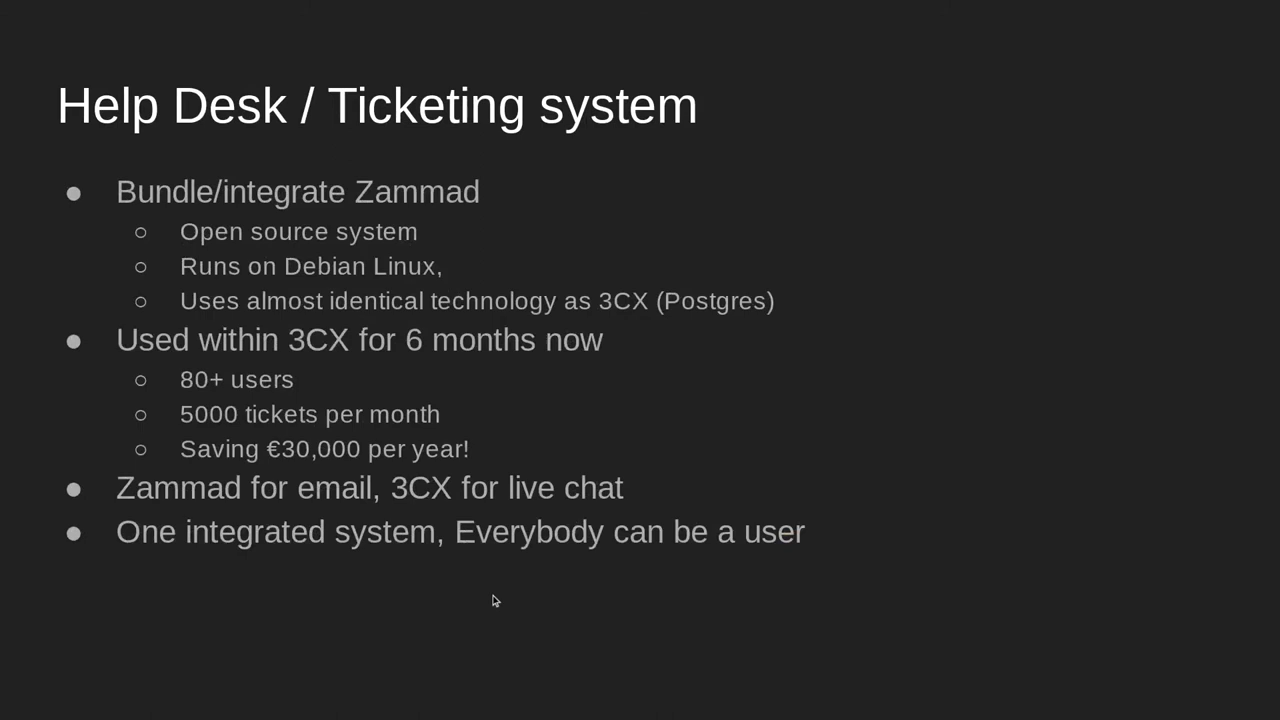 Help Desk / Ticketing system
● Bundle/integrate Zammad
○ Open source system
○ Runs on Debian Linux,
○ Uses almost identical technology as 3CX (Postgres)
● Used within 3CX for 6 months now
○ 80+ users
○ 5000 tickets per month
○ Saving €30,000 per year!
● Zammad for email, 3CX for live chat
● One integrated system, Everybody can be a user